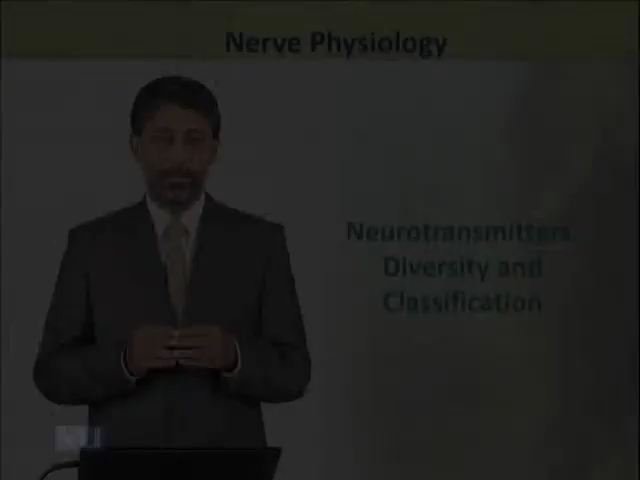 Nerve Physiology
Neurotransmitters
Diversity and
Classification